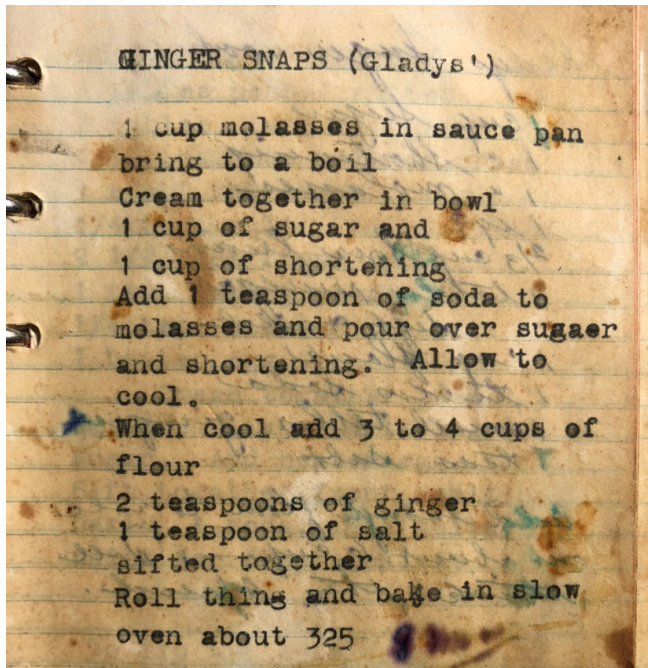 GINGER SNAPS (Gladys')
1 cup molasses in sauce pan
bring to a boil
Cream together in bowl
1 cup of sugar and
1 cup of shortening
Add 1 teaspoon of soda to
molasses and pour over sugaer
and shortening. Allow to
cool.
When cool add 3 to 4 cups of
flour
2 teaspoons of ginger
1 teaspoon of salt
sifted together
Roll thing and bake in slow
oven about 325